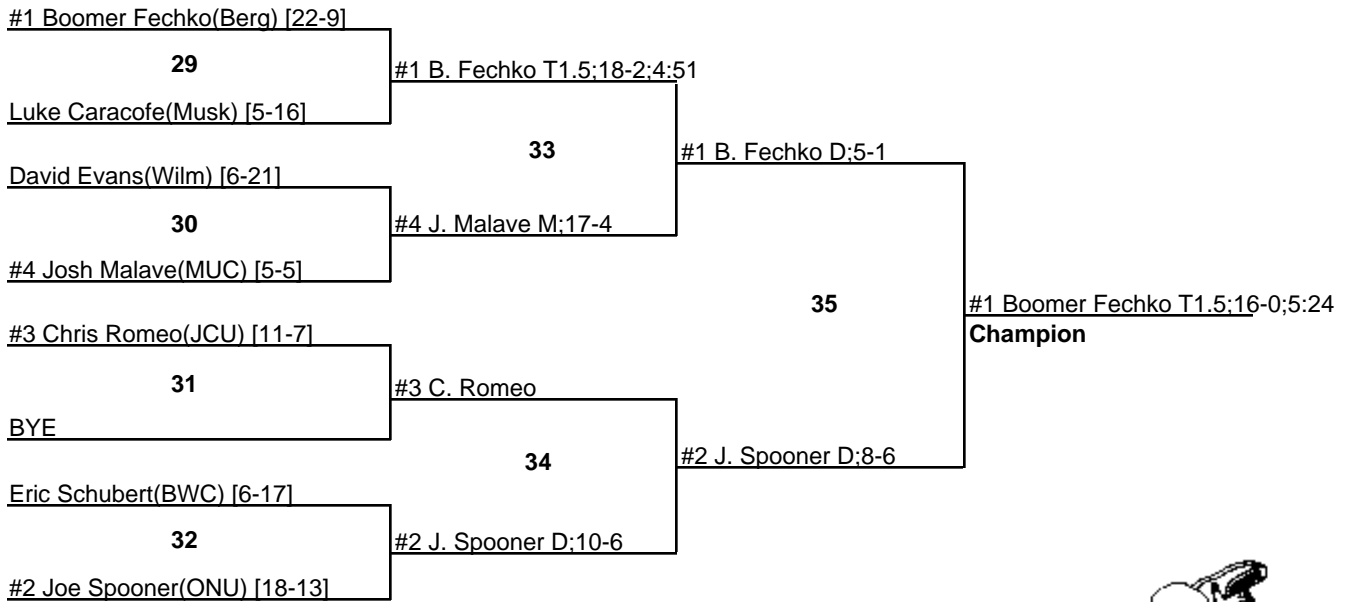 #1 Boomer Fechko(Berg) [22-9]
29
#1 B. Fechko T1.5;18-2;4:51
Luke Caracofe(Musk) [5-16]
33
#1 B. Fechko D;5-1
David Evans(Wilm) [6-21]
30
#4 J. Malave M;17-4
#4 Josh Malave(MUC) [5-5]
35
#1 Boomer Fechko T1.5;16-0;5:24
Champion
#3 Chris Romeo(JCU) [11-7]
31
#3 C. Romeo
BYE
34
#2 J. Spooner D;8-6
Eric Schubert(BWC) [6-17]
32
#2 J. Spooner D;10-6
#2 Joe Spooner(ONU) [18-13]